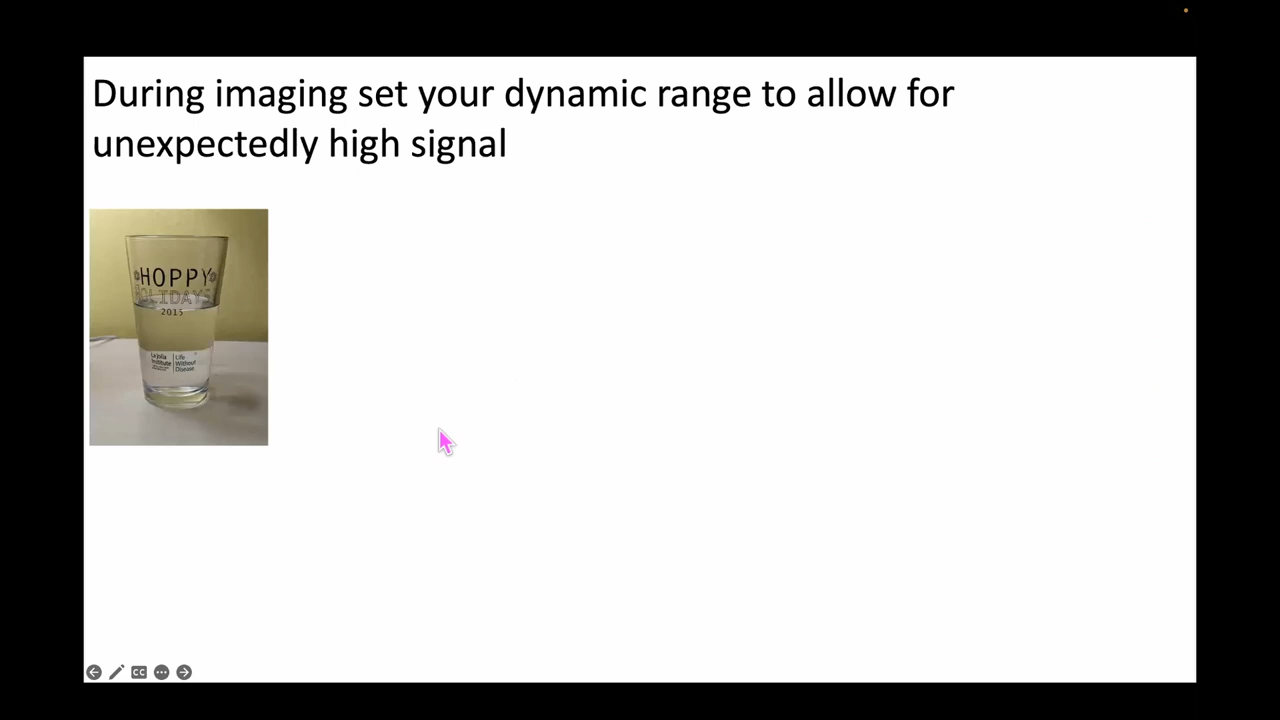 During imaging set your dynamic range to allow for
unexpectedly high signal
HOPPY
HOLIDAYS
2015
La Jolla
Institute
Life
Without
Disease
CC